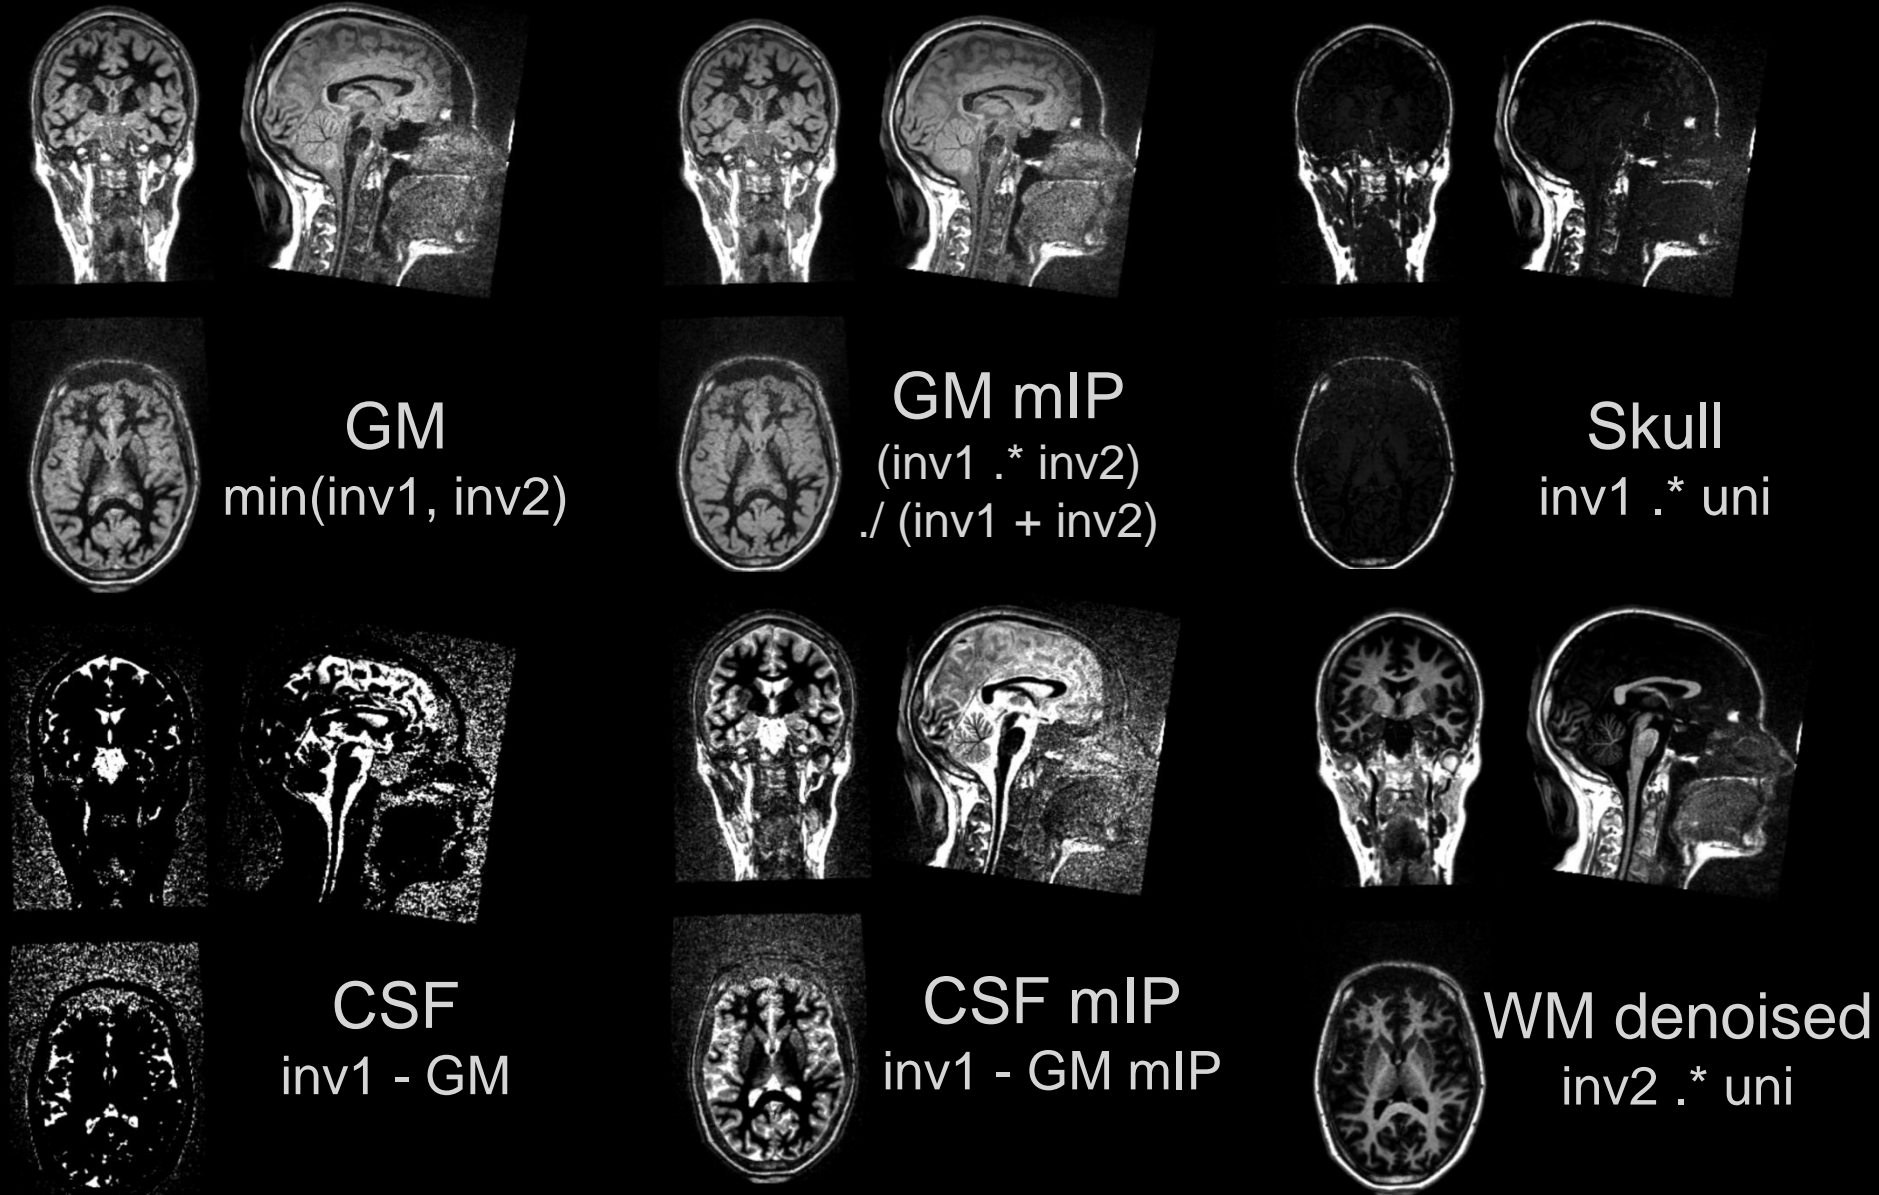 GM
min(inv1, inv2)
GM mIP
(inv1 .* inv2)
./ (inv1 + inv2)
Skull
inv1 .* uni
CSF
inv1 - GM
CSF mIP
inv1 - GM mIP
WM denoised
inv2 .* uni